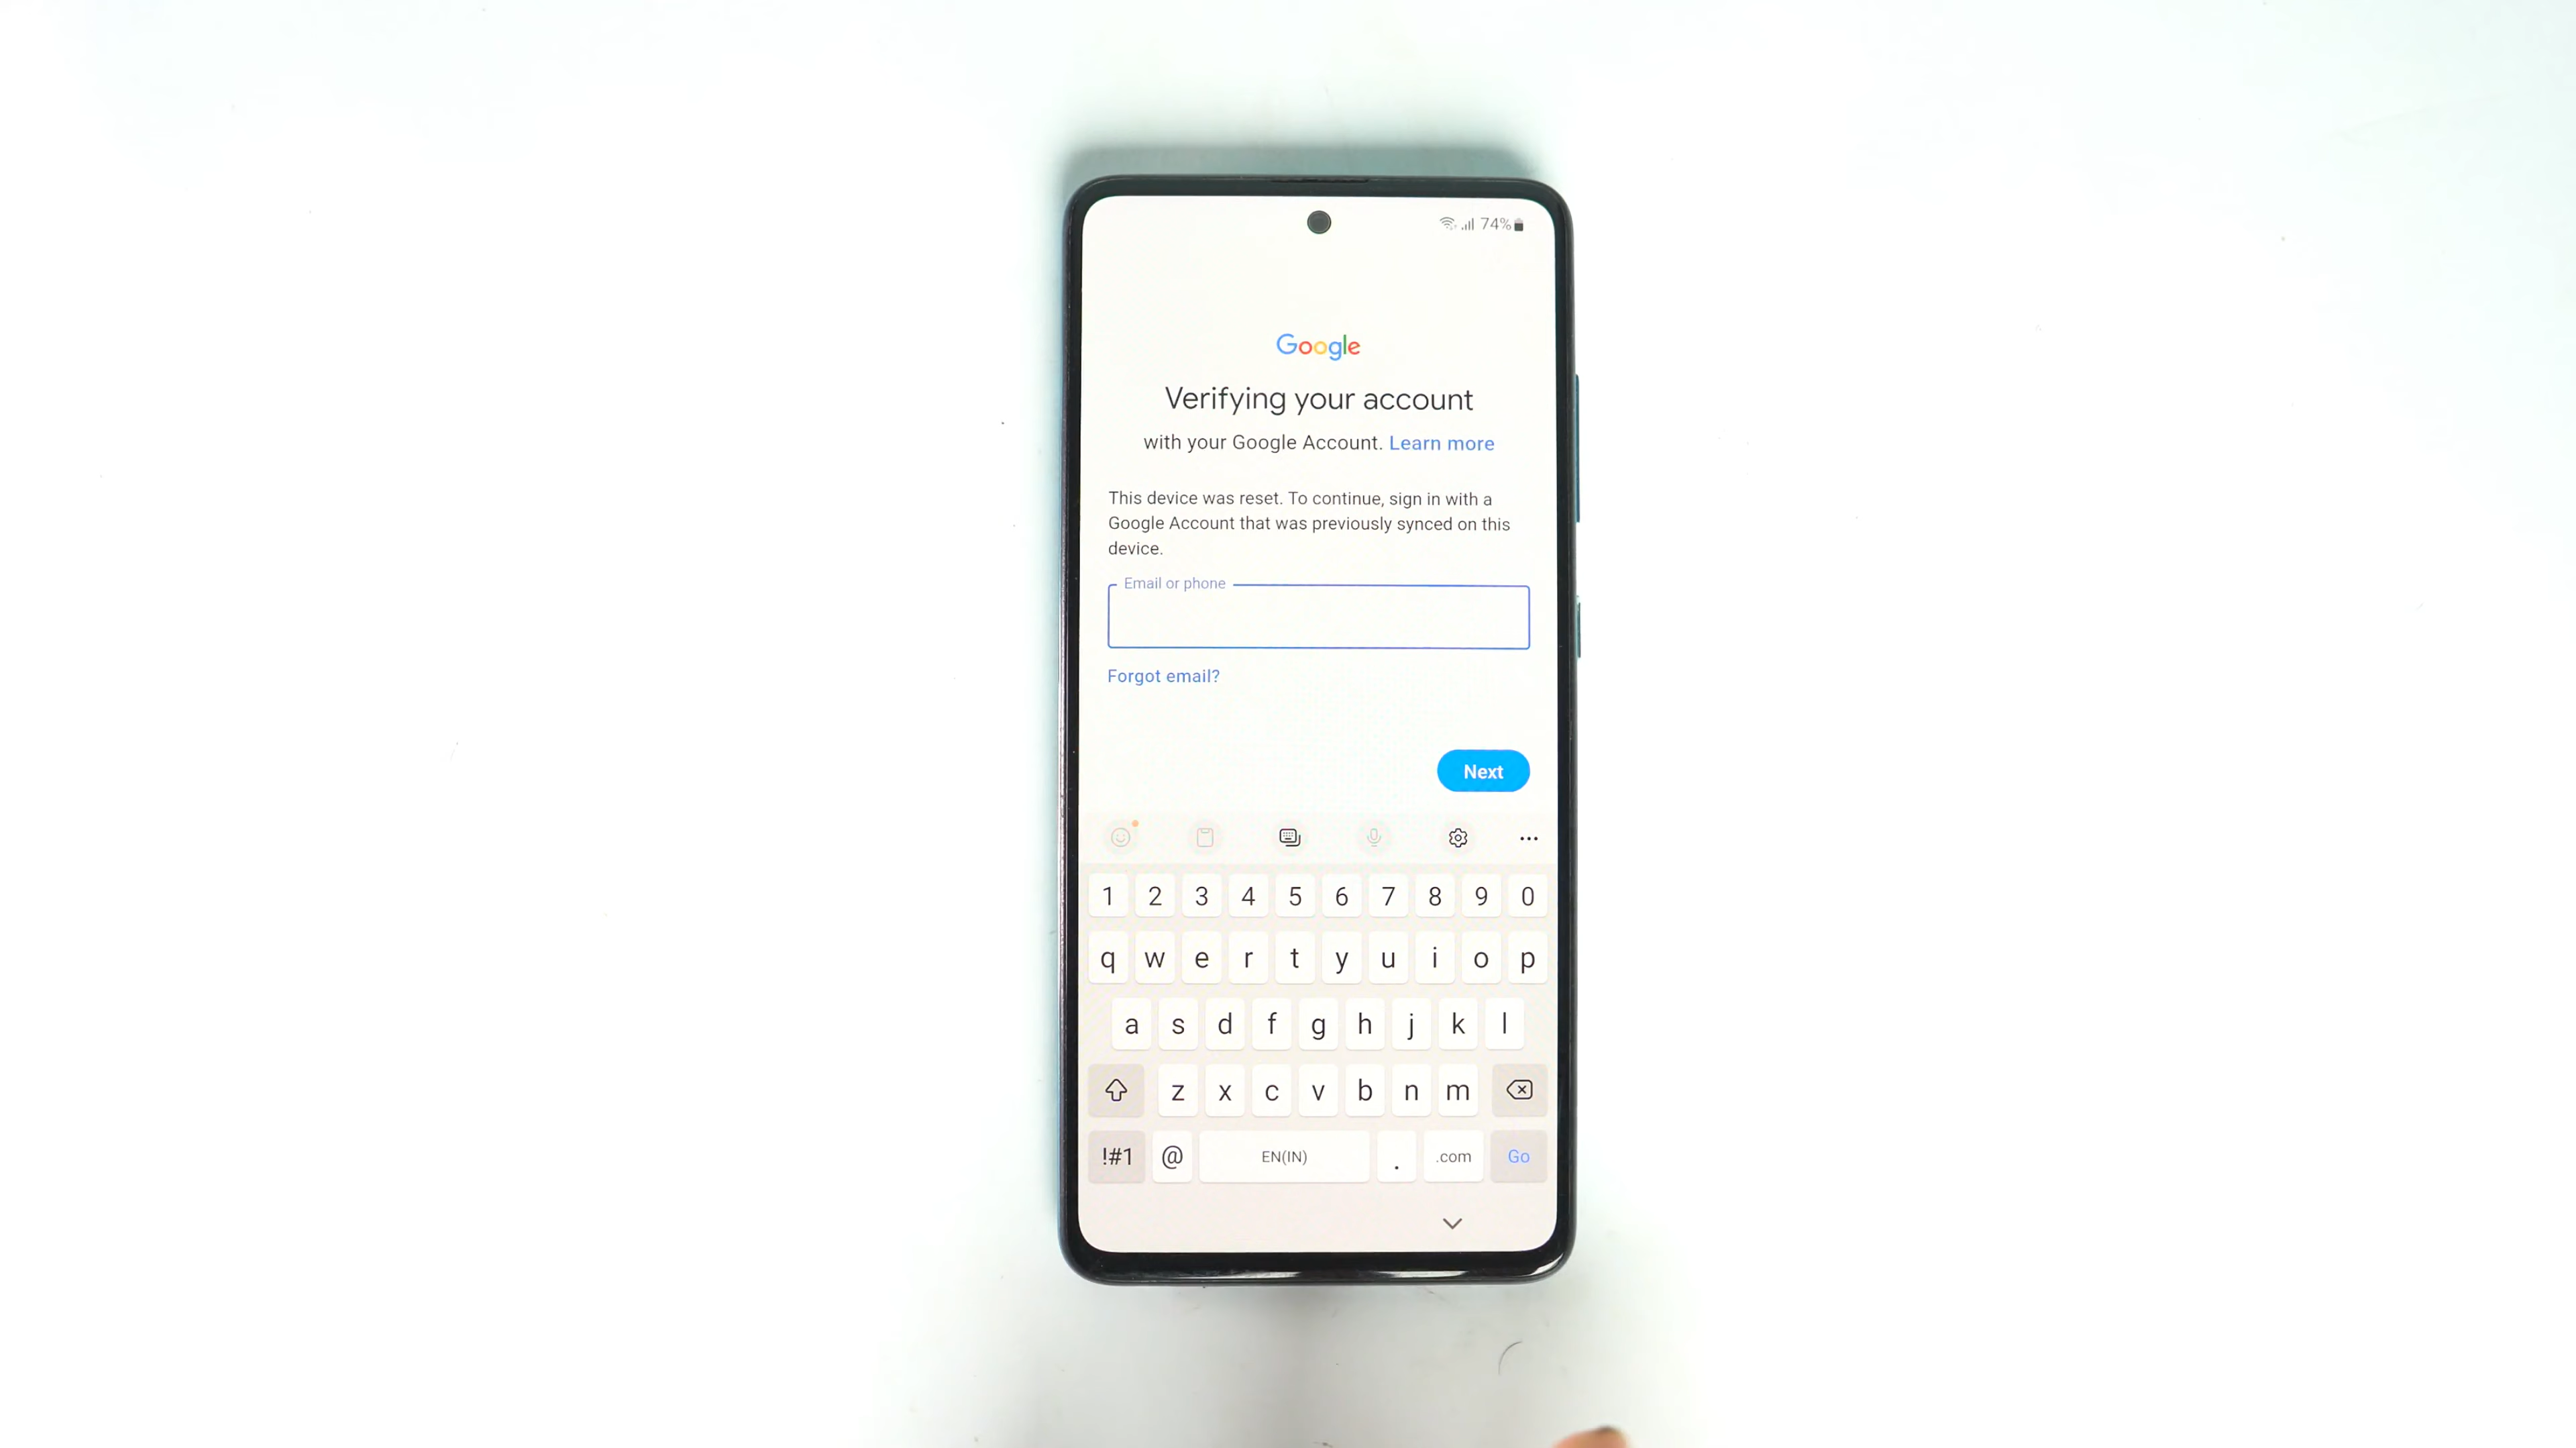 74%
Google
Verifying your account
with your Google Account. Learn more
This device was reset. To continue, sign in with a
Google Account that was previously synced on this
device.
Email or phone
Forgot email?
Next
1 2 3 4 5 6 7 8 9 0
q w e r t y u i o p
a s d f g h j k l
z x c v b n m
!#1 @ EN(IN) . .com Go